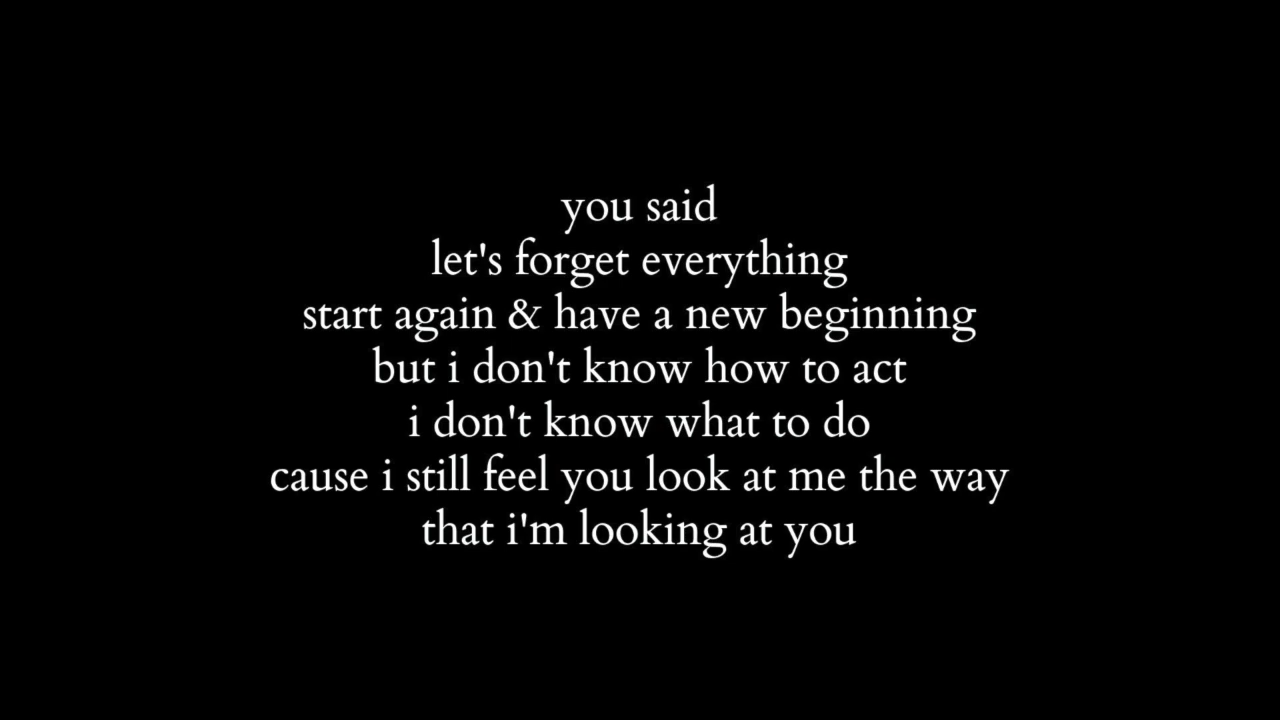 you said
let's forget everything
start again & have a new beginning
but i don't know how to act
i don't know what to do
cause i still feel you look at me the way
that i'm looking at you